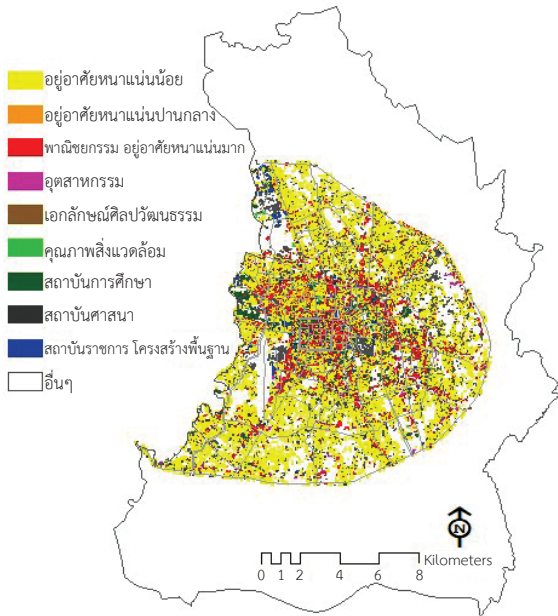 อยู่อาศัยหนาแน่นน้อย
อยู่อาศัยหนาแน่นปานกลาง
พาณิชยกรรม อยู่อาศัยหนาแน่นมาก
อุตสาหกรรม
เอกลักษณ์ศิลปวัฒนธรรม
คุณภาพสิ่งแวดล้อม
สถาบันการศึกษา
สถาบันศาสนา
สถาบันราชการ โครงสร้างพื้นฐาน
อื่นๆ
N
Kilometers
0 1 2 4 6 8